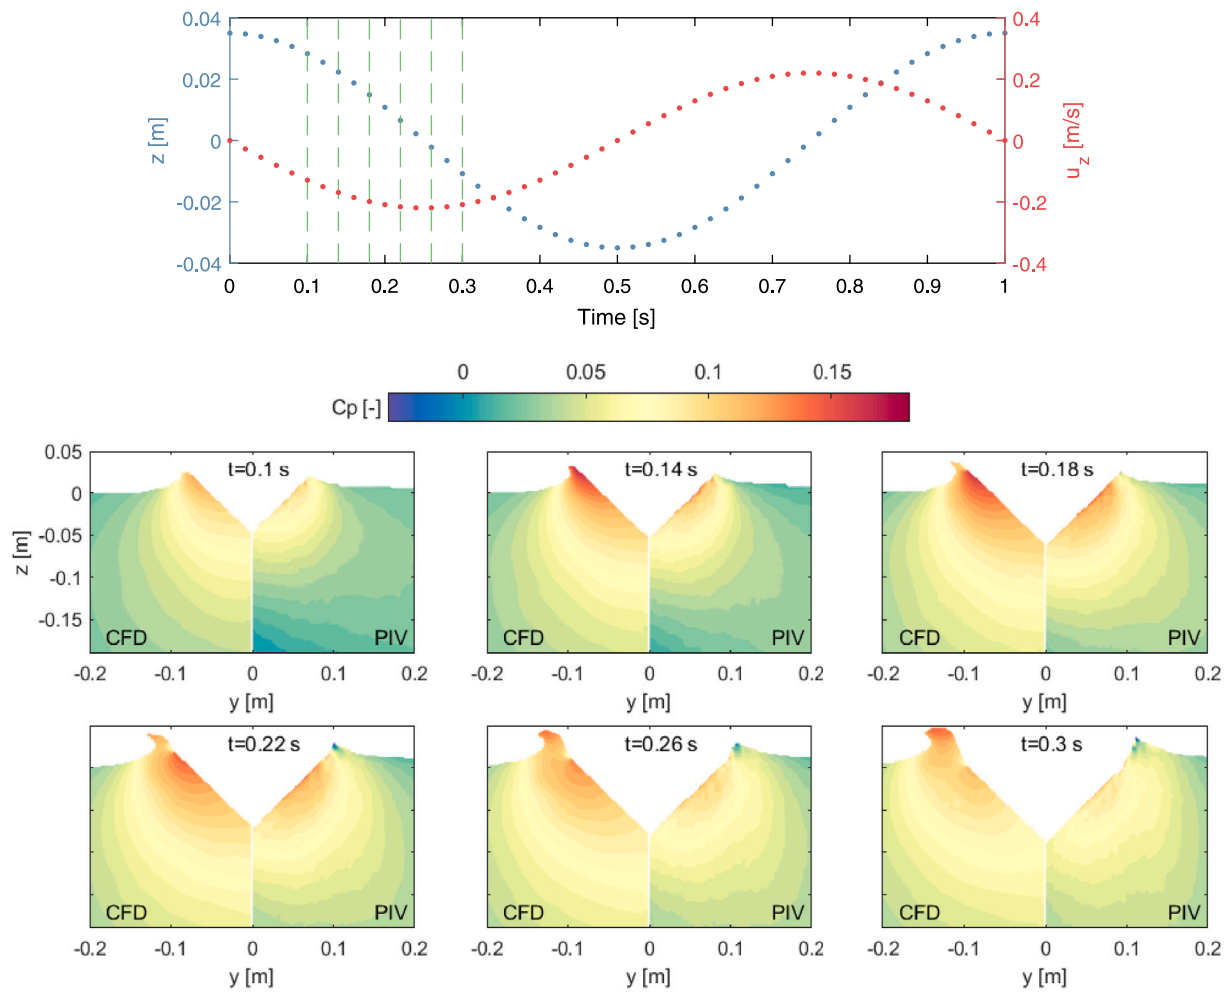 0.04 0.4
0.02 0.2
0 0
-0.02 -0.2
-0.04 -0.4
z [m]
u_z [m/s]
0 0.1 0.2 0.3 0.4 0.5 0.6 0.7 0.8 0.9 1
Time [s]
0 0.05 0.1 0.15
Cp [-]
0.05
0
-0.05
-0.1
-0.15
z [m]
t=0.1 s
CFD PIV
-0.2 -0.1 0 0.1 0.2
y [m]
t=0.14 s
CFD PIV
-0.2 -0.1 0 0.1 0.2
y [m]
t=0.18 s
CFD PIV
-0.2 -0.1 0 0.1 0.2
y [m]
t=0.22 s
CFD PIV
-0.2 -0.1 0 0.1 0.2
y [m]
t=0.26 s
CFD PIV
-0.2 -0.1 0 0.1 0.2
y [m]
t=0.3 s
CFD PIV
-0.2 -0.1 0 0.1 0.2
y [m]